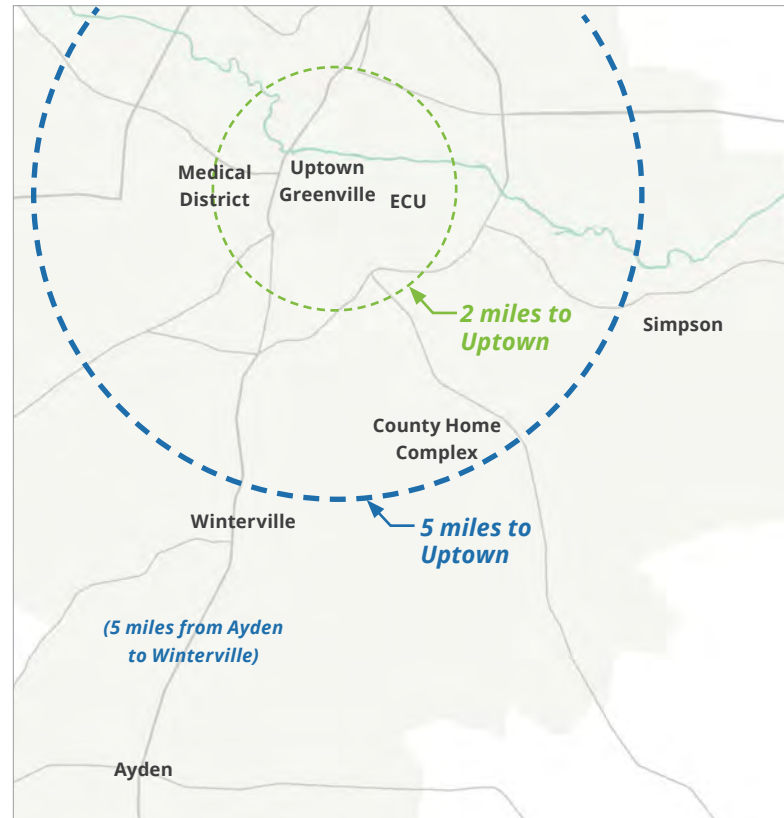 Medical
District
Uptown
Greenville
ECU
2 miles to
Uptown
Simpson
County Home
Complex
Winterville
5 miles to
Uptown
(5 miles from Ayden
to Winterville)
Ayden